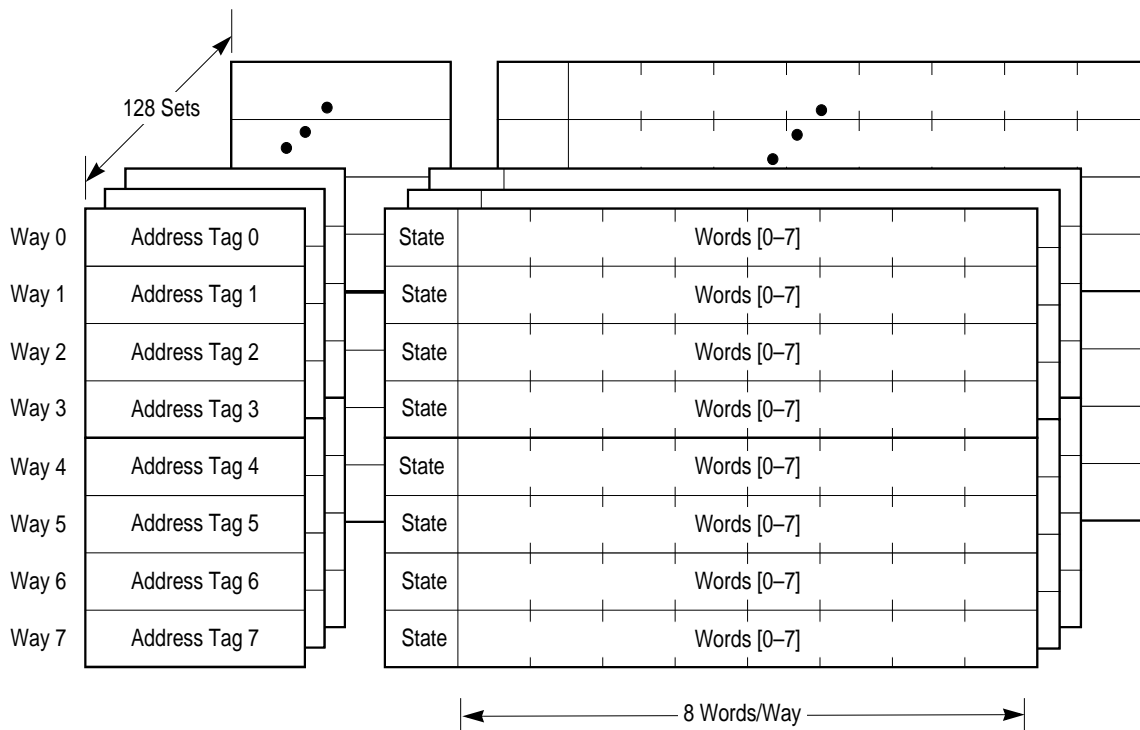 128 Sets
Way 0 Address Tag 0 State Words [0–7]
Way 1 Address Tag 1 State Words [0–7]
Way 2 Address Tag 2 State Words [0–7]
Way 3 Address Tag 3 State Words [0–7]
Way 4 Address Tag 4 State Words [0–7]
Way 5 Address Tag 5 State Words [0–7]
Way 6 Address Tag 6 State Words [0–7]
Way 7 Address Tag 7 State Words [0–7]
8 Words/Way